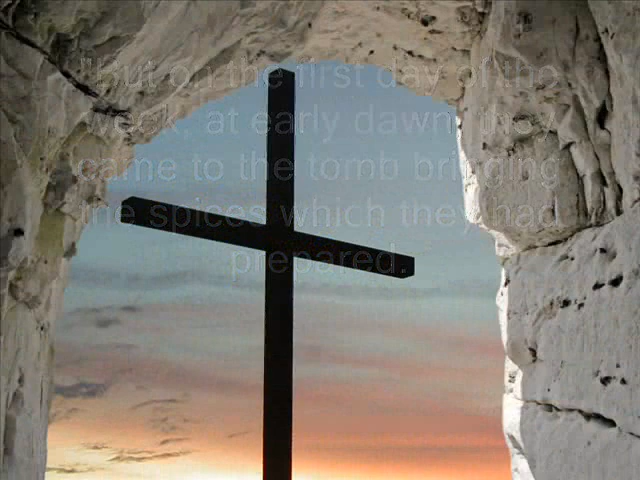 "But on the first day of the
week, at early dawn, they
came to the tomb bringing
the spices which they had
prepared.